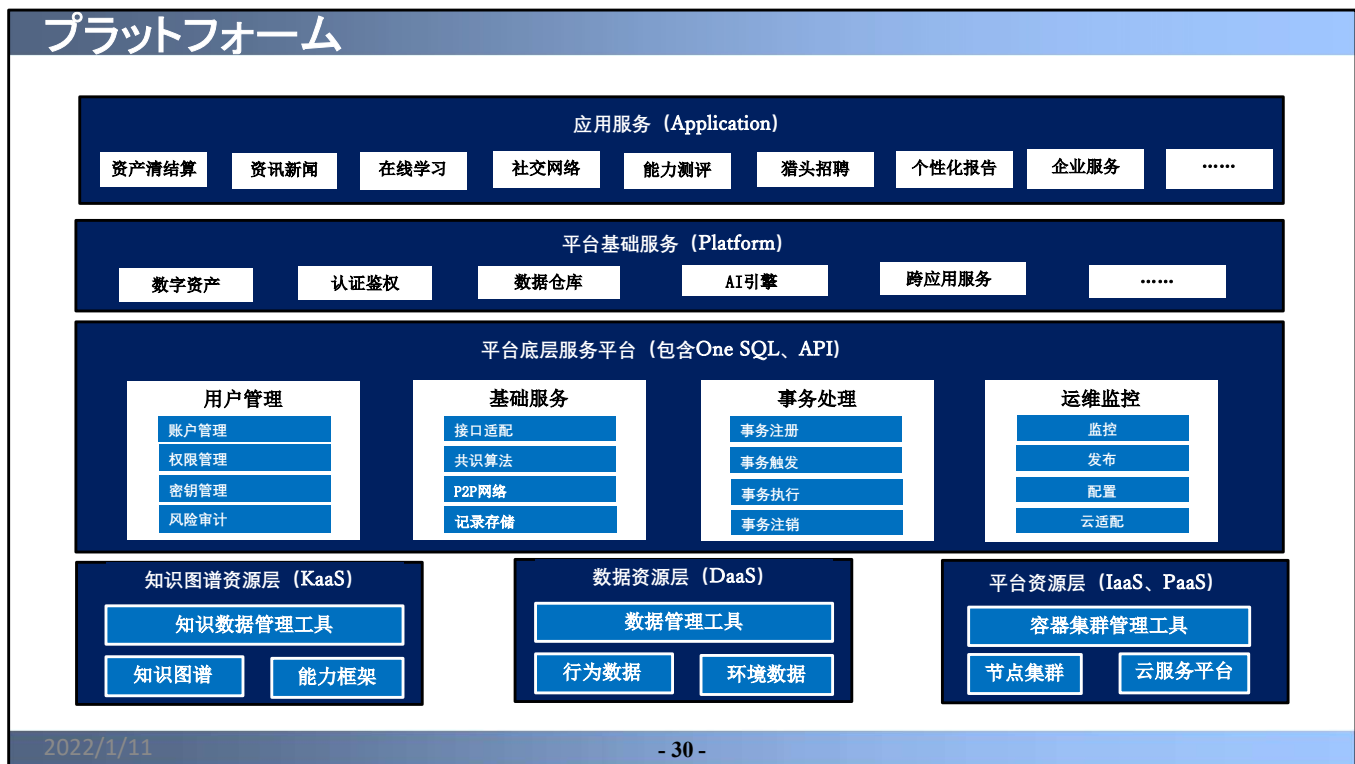 プラットフォーム
应用服务（Application）
资产清结算
资讯新闻
在线学习
社交网络
能力测评
猎头招聘
个性化报告
企业服务
……
平台基础服务（Platform）
数字资产
认证鉴权
数据仓库
AI引擎
跨应用服务
……
平台底层服务平台（包含One SQL、API)
用户管理
账户管理
权限管理
密钥管理
风险审计
基础服务
接口适配
共识算法
P2P网络
记录存储
事务处理
事务注册
事务触发
事务执行
事务注销
运维监控
监控
发布
配置
云适配
知识图谱资源层（KaaS）
知识数据管理工具
知识图谱
能力框架
数据资源层（DaaS）
数据管理工具
行为数据
环境数据
平台资源层（IaaS、PaaS）
容器集群管理工具
节点集群
云服务平台
2022/1/11
- 30 -